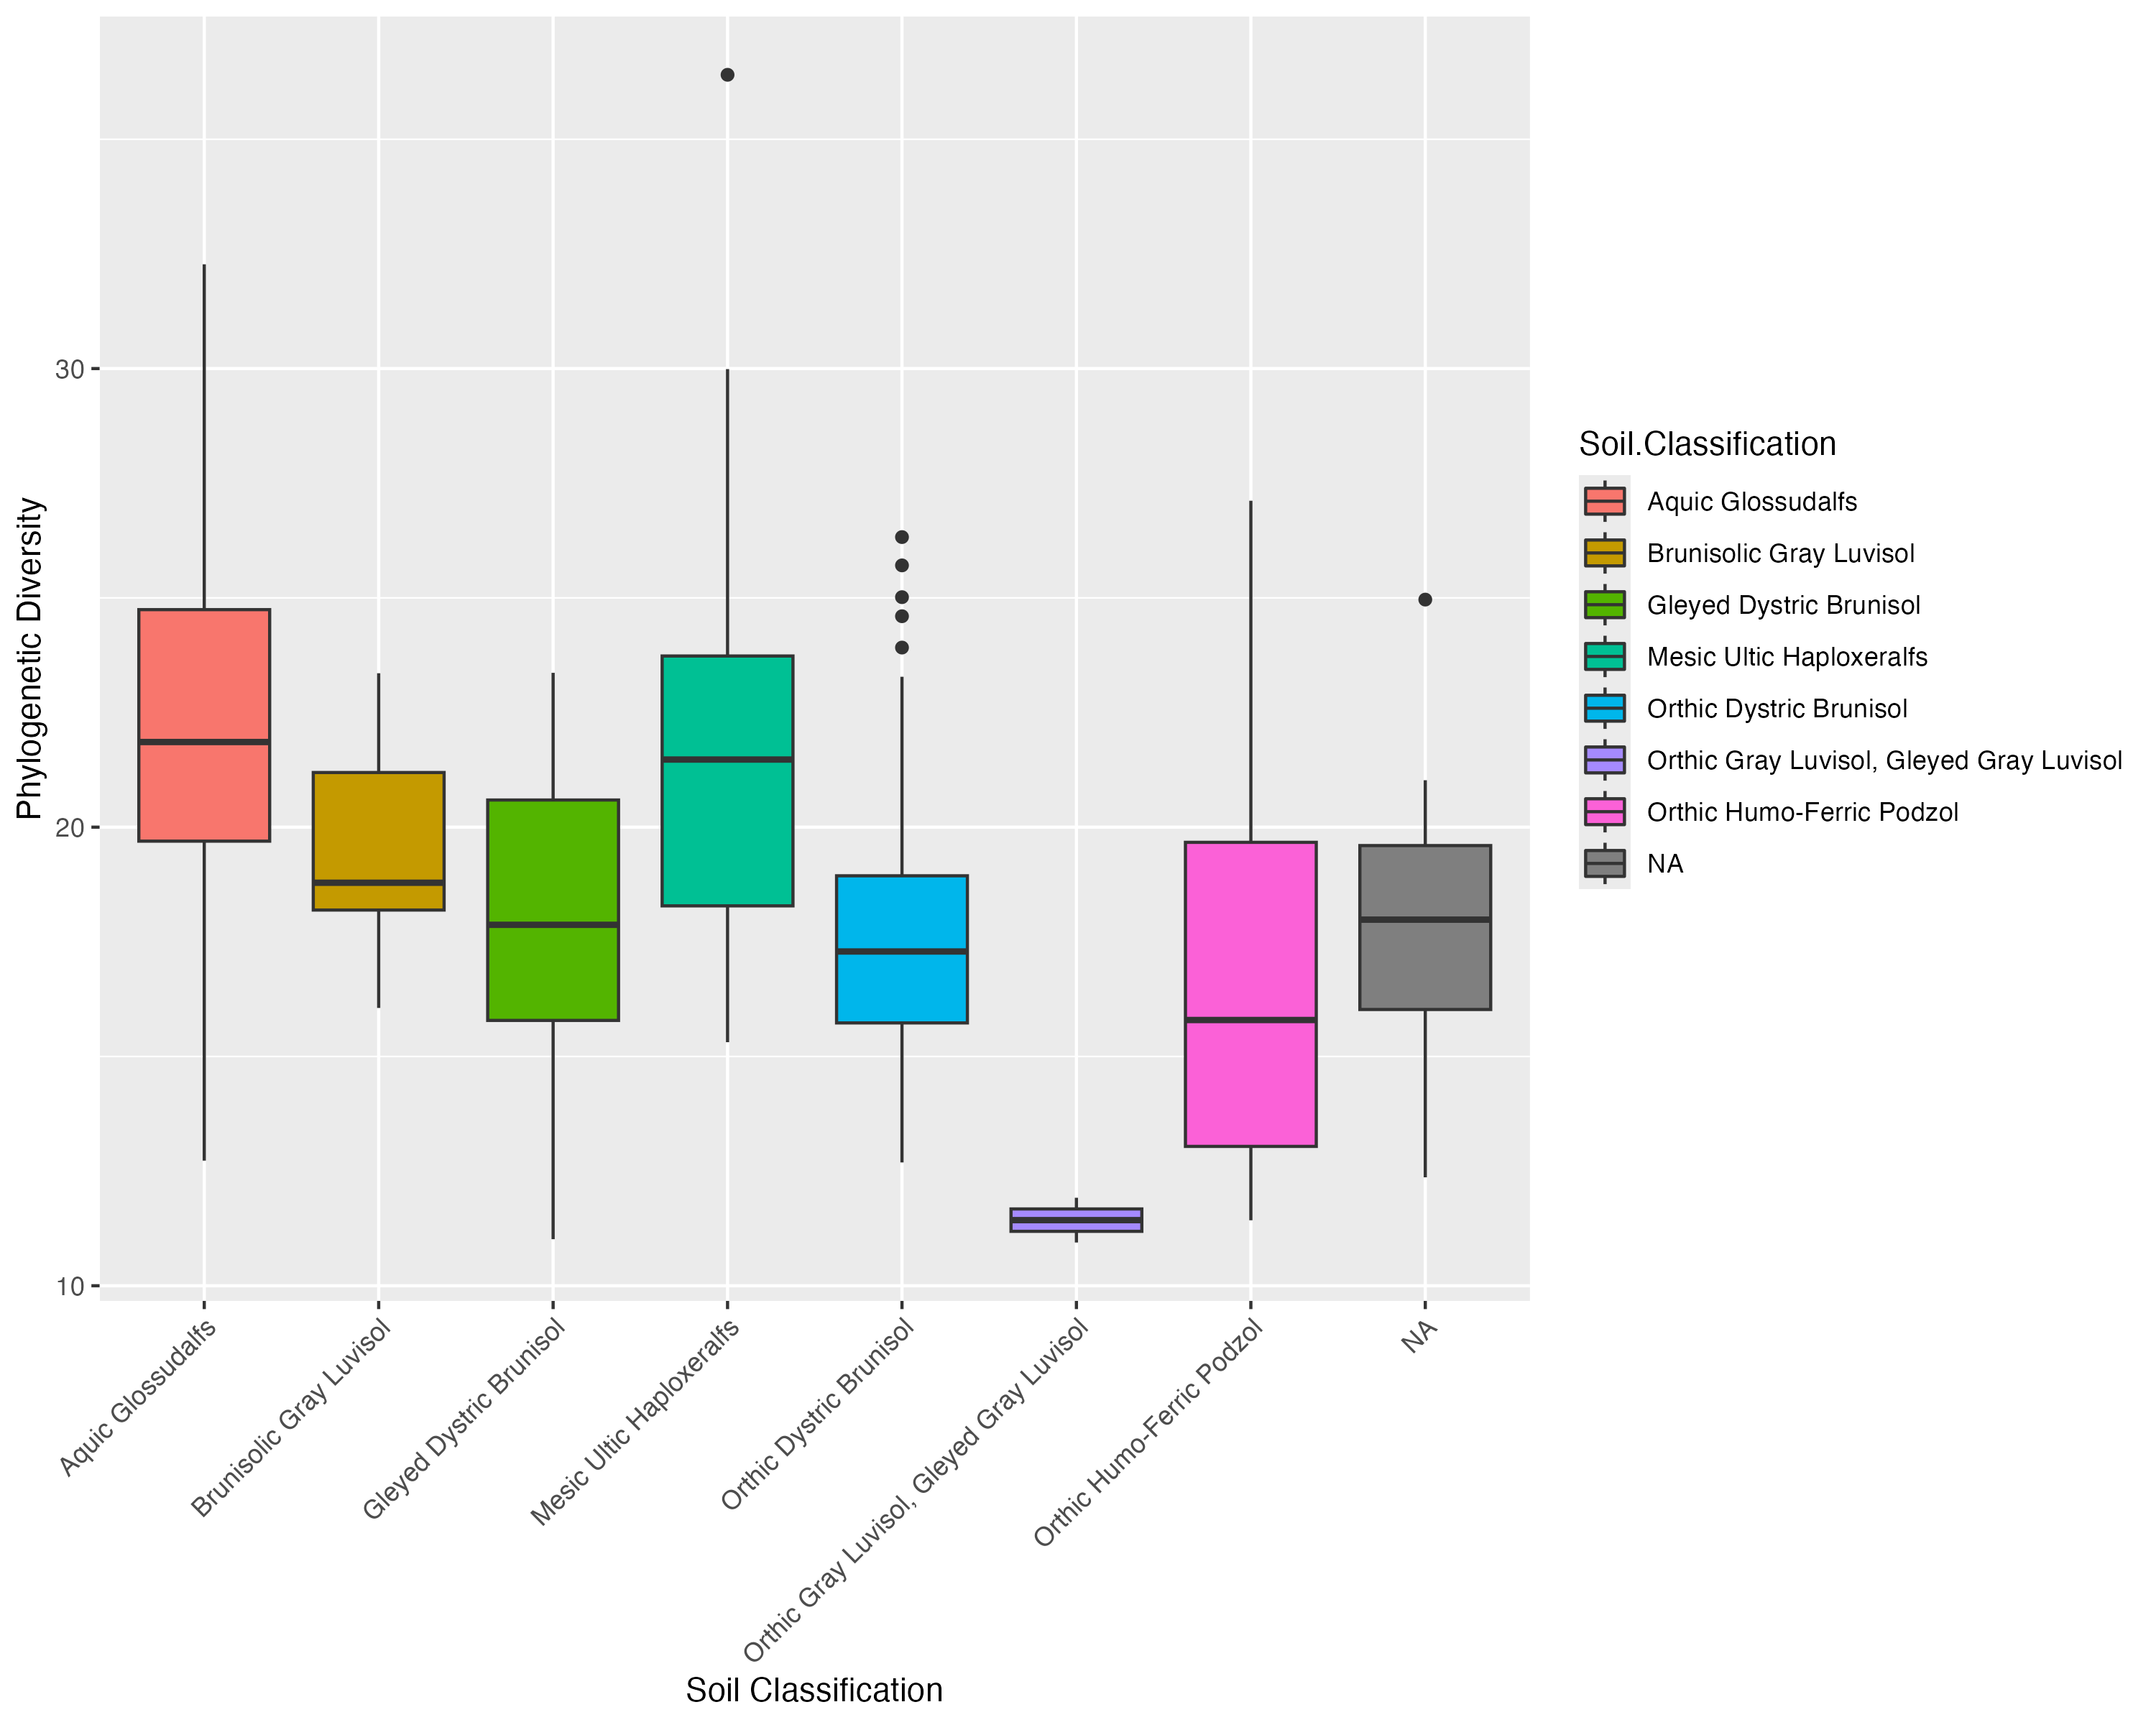 Phylogenetic Diversity
30
20
10
Aquic Glossudalfs
Brunisolic Gray Luvisol
Gleyed Dystric Brunisol
Mesic Ultic Haploxeralfs
Orthic Dystric Brunisol
Orthic Gray Luvisol, Gleyed Gray Luvisol
Orthic Humo-Ferric Podzol
NA
Soil Classification
Soil.Classification
Aquic Glossudalfs
Brunisolic Gray Luvisol
Gleyed Dystric Brunisol
Mesic Ultic Haploxeralfs
Orthic Dystric Brunisol
Orthic Gray Luvisol, Gleyed Gray Luvisol
Orthic Humo-Ferric Podzol
NA